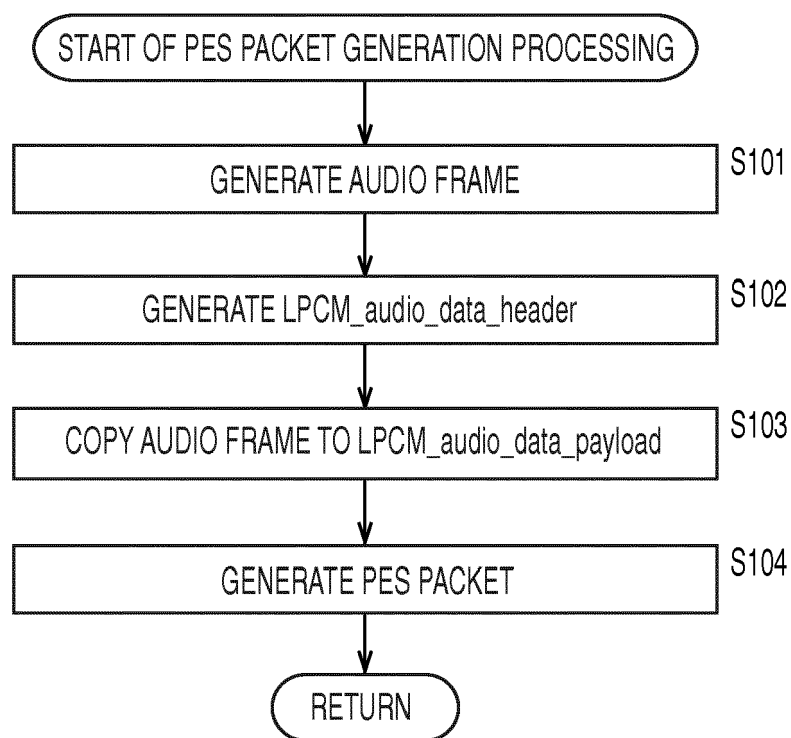 START OF PES PACKET GENERATION PROCESSING
GENERATE AUDIO FRAME
S101
GENERATE LPCM_audio_data_header
S102
COPY AUDIO FRAME TO LPCM_audio_data_payload
S103
GENERATE PES PACKET
S104
RETURN